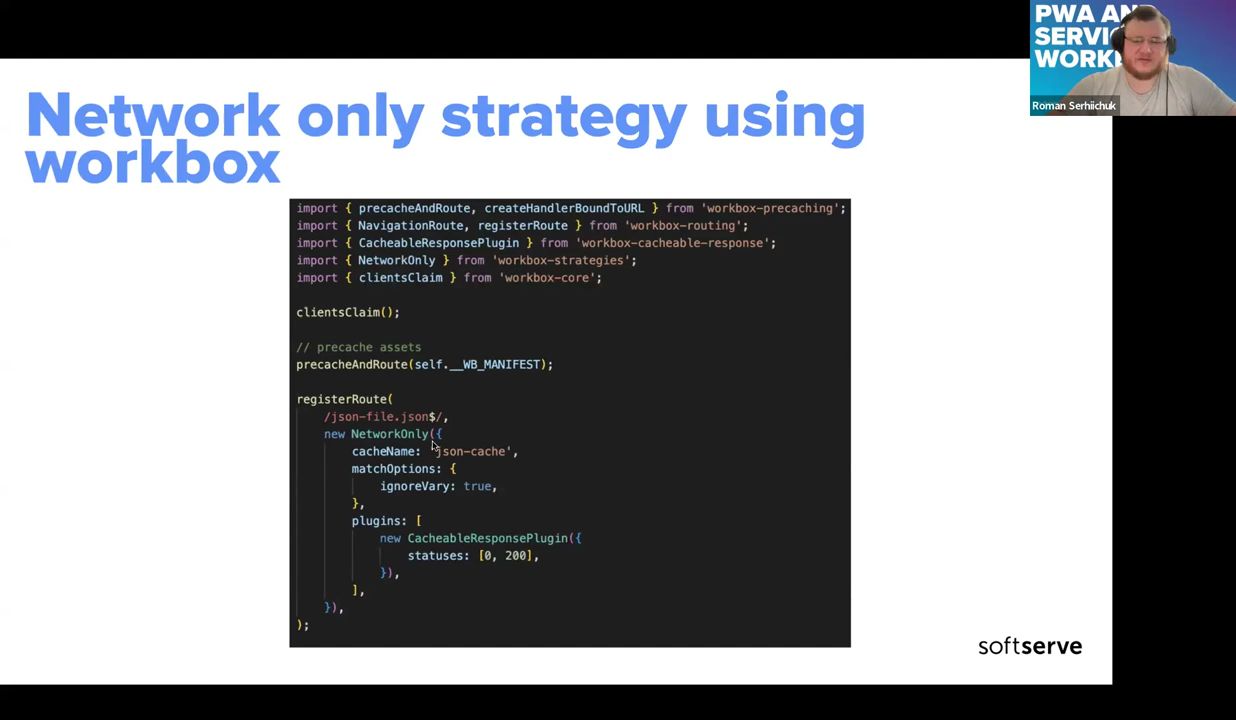 PWA AND
SERVIC
WORK
Roman Serhiichuk
Network only strategy using
workbox
import { precacheAndRoute, createHandlerBoundToURL } from 'workbox-precaching';
import { NavigationRoute, registerRoute } from 'workbox-routing';
import { CacheableResponsePlugin } from 'workbox-cacheable-response';
import { NetworkOnly } from 'workbox-strategies';
import { clientsClaim } from 'workbox-core';
clientsClaim();
// precache assets
precacheAndRoute(self.__WB_MANIFEST);
registerRoute(
/json-file.json$/,
new NetworkOnly({
cacheName: 'json-cache',
matchOptions: {
ignoreVary: true,
},
plugins: [
new CacheableResponsePlugin({
statuses: [0, 200],
}),
],
}),
);
softserve